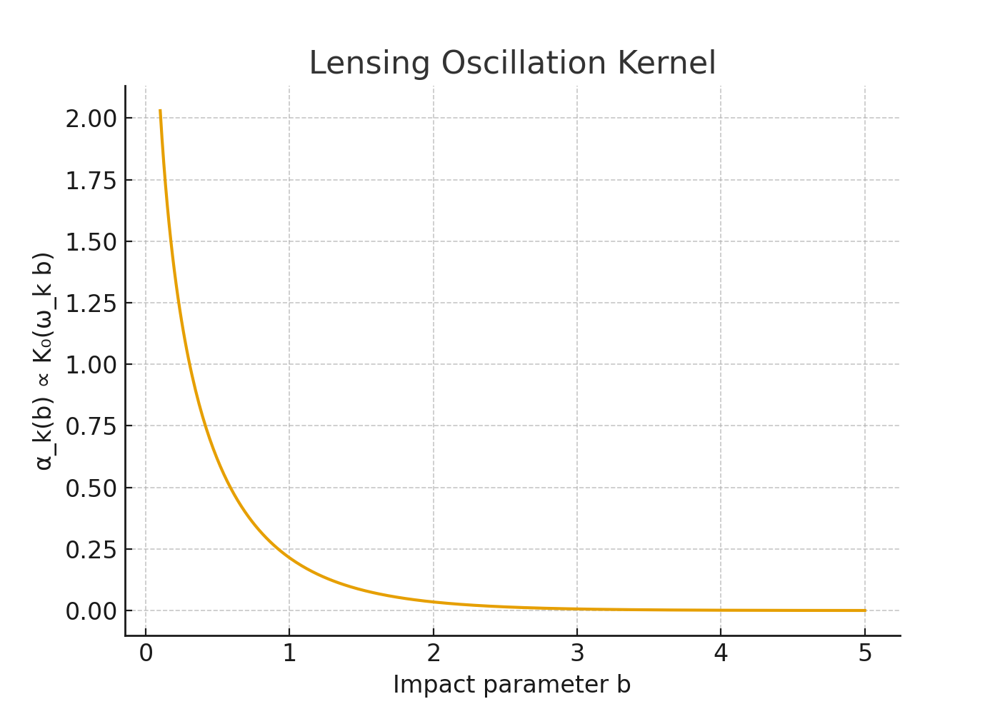 Lensing Oscillation Kernel
α_k(b) ∝ K₀(ω_k b)
2.00
1.75
1.50
1.25
1.00
0.75
0.50
0.25
0.00
0 1 2 3 4 5
Impact parameter b